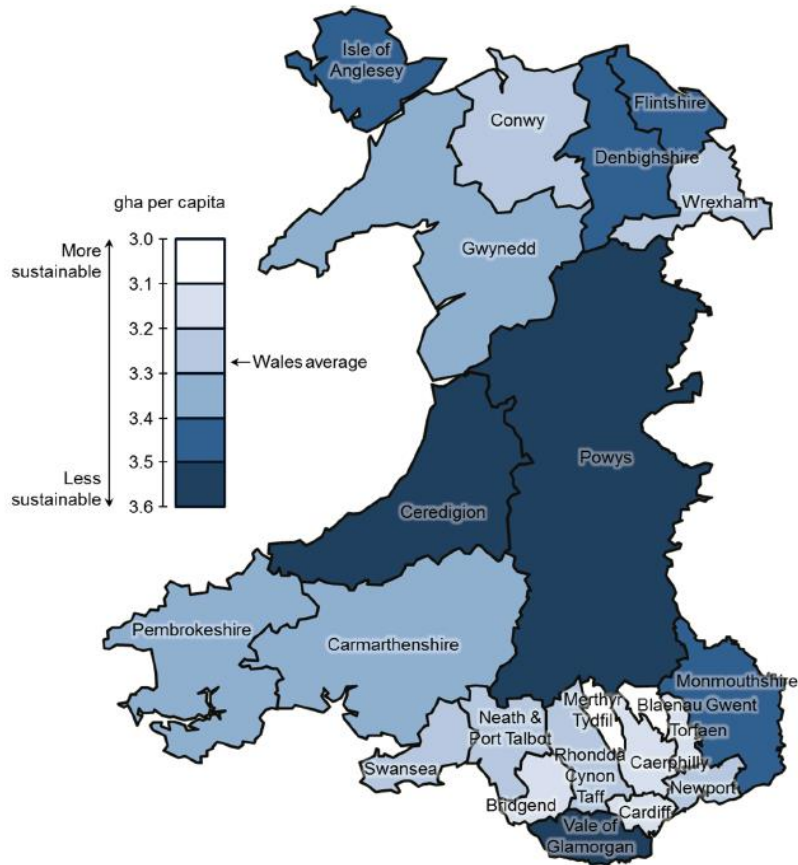 Isle of
Anglesey
Flintshire
Conwy
Denbighshire
Wrexham
gha per capita
More
sustainable
3.0
3.1
3.2
Wales average
3.3
3.4
3.5
Less
sustainable
3.6
Gwynedd
Powys
Ceredigion
Pembrokeshire
Carmarthenshire
Monmouthshire
Merthyr
Tydfil
Blaenau Gwent
Neath &
Port Talbot
Torfaen
Rhondda
Cynon
Taff
Caerphilly
Swansea
Newport
Bridgend
Cardiff
Vale of
Glamorgan